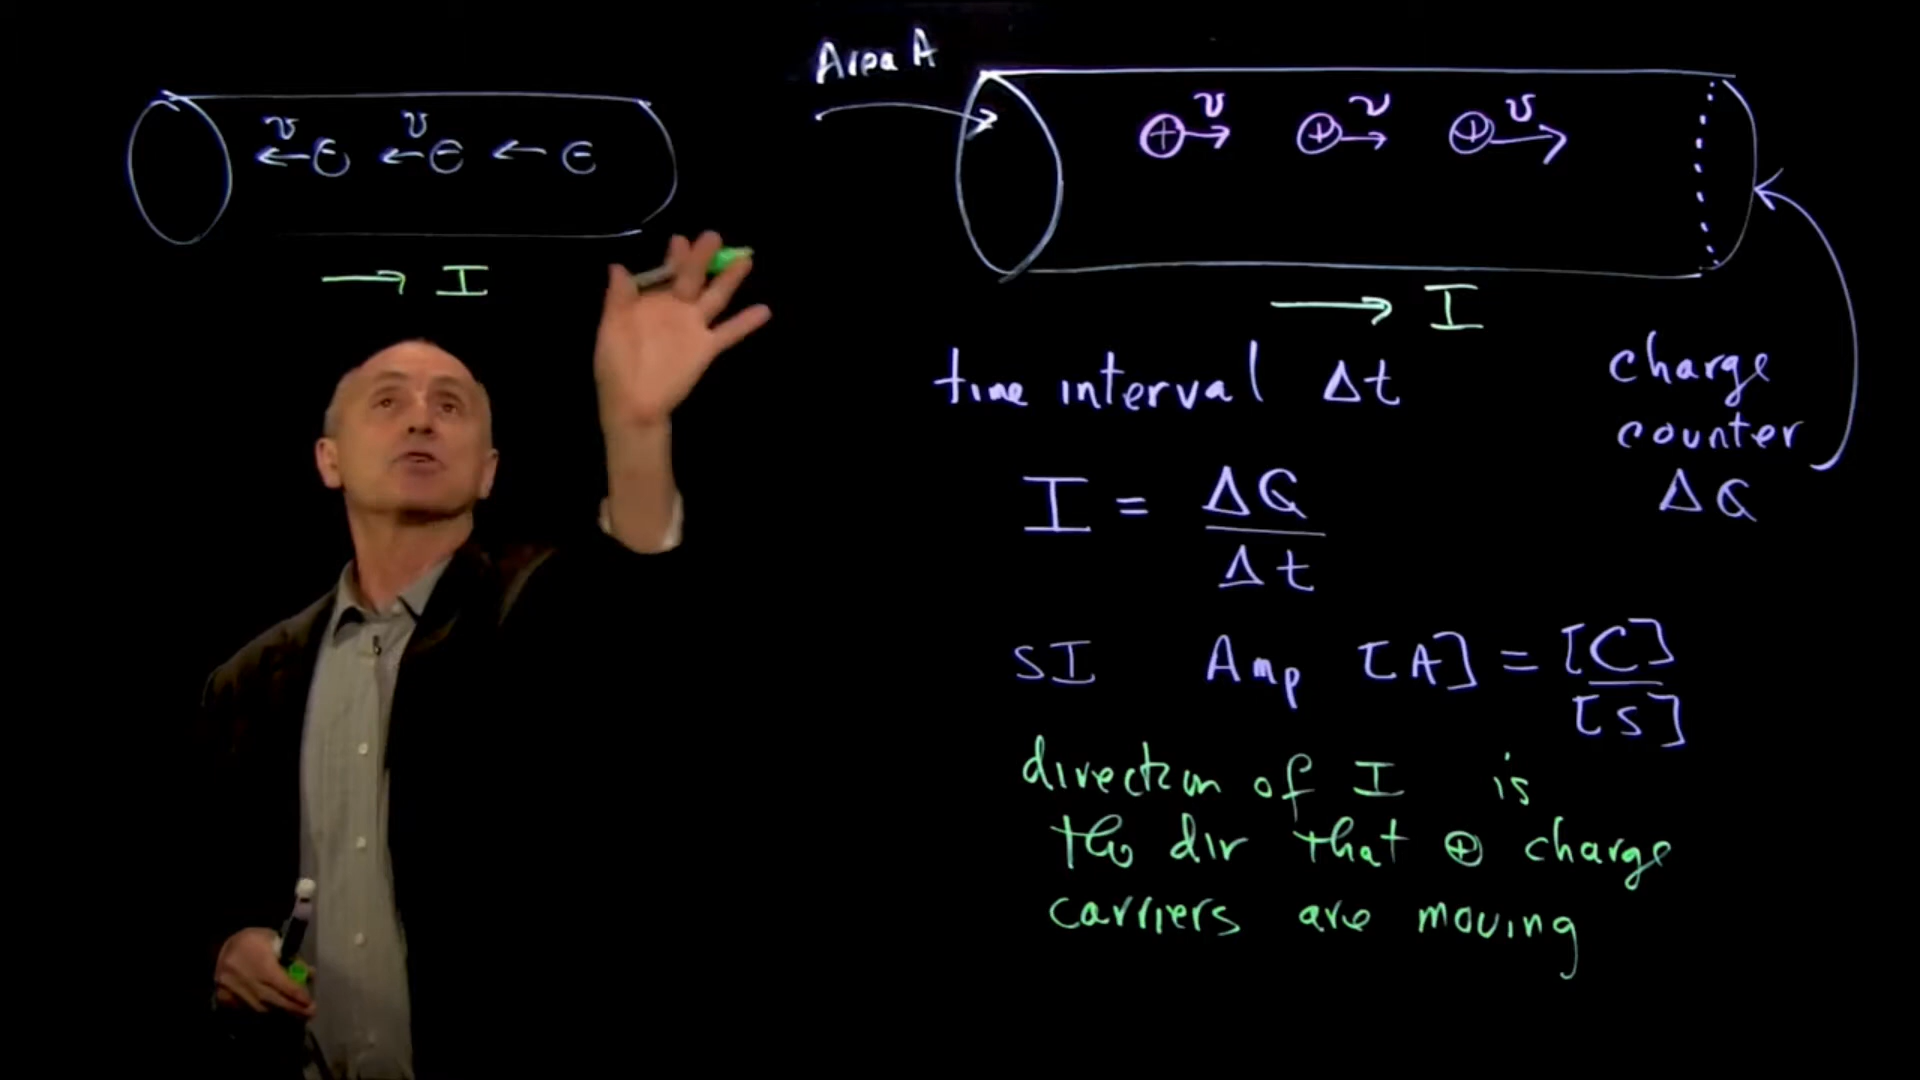 v v
⊖ ⊖ ⊖
→ I
Area A
⊕ v ⊕ v ⊕ v
→ I
time interval Δt
charge
counter
ΔQ
I = ΔQ / Δt
SI Amp [A] = [C] / [s]
direction of I is
the dir that ⊕ charge
carriers are moving